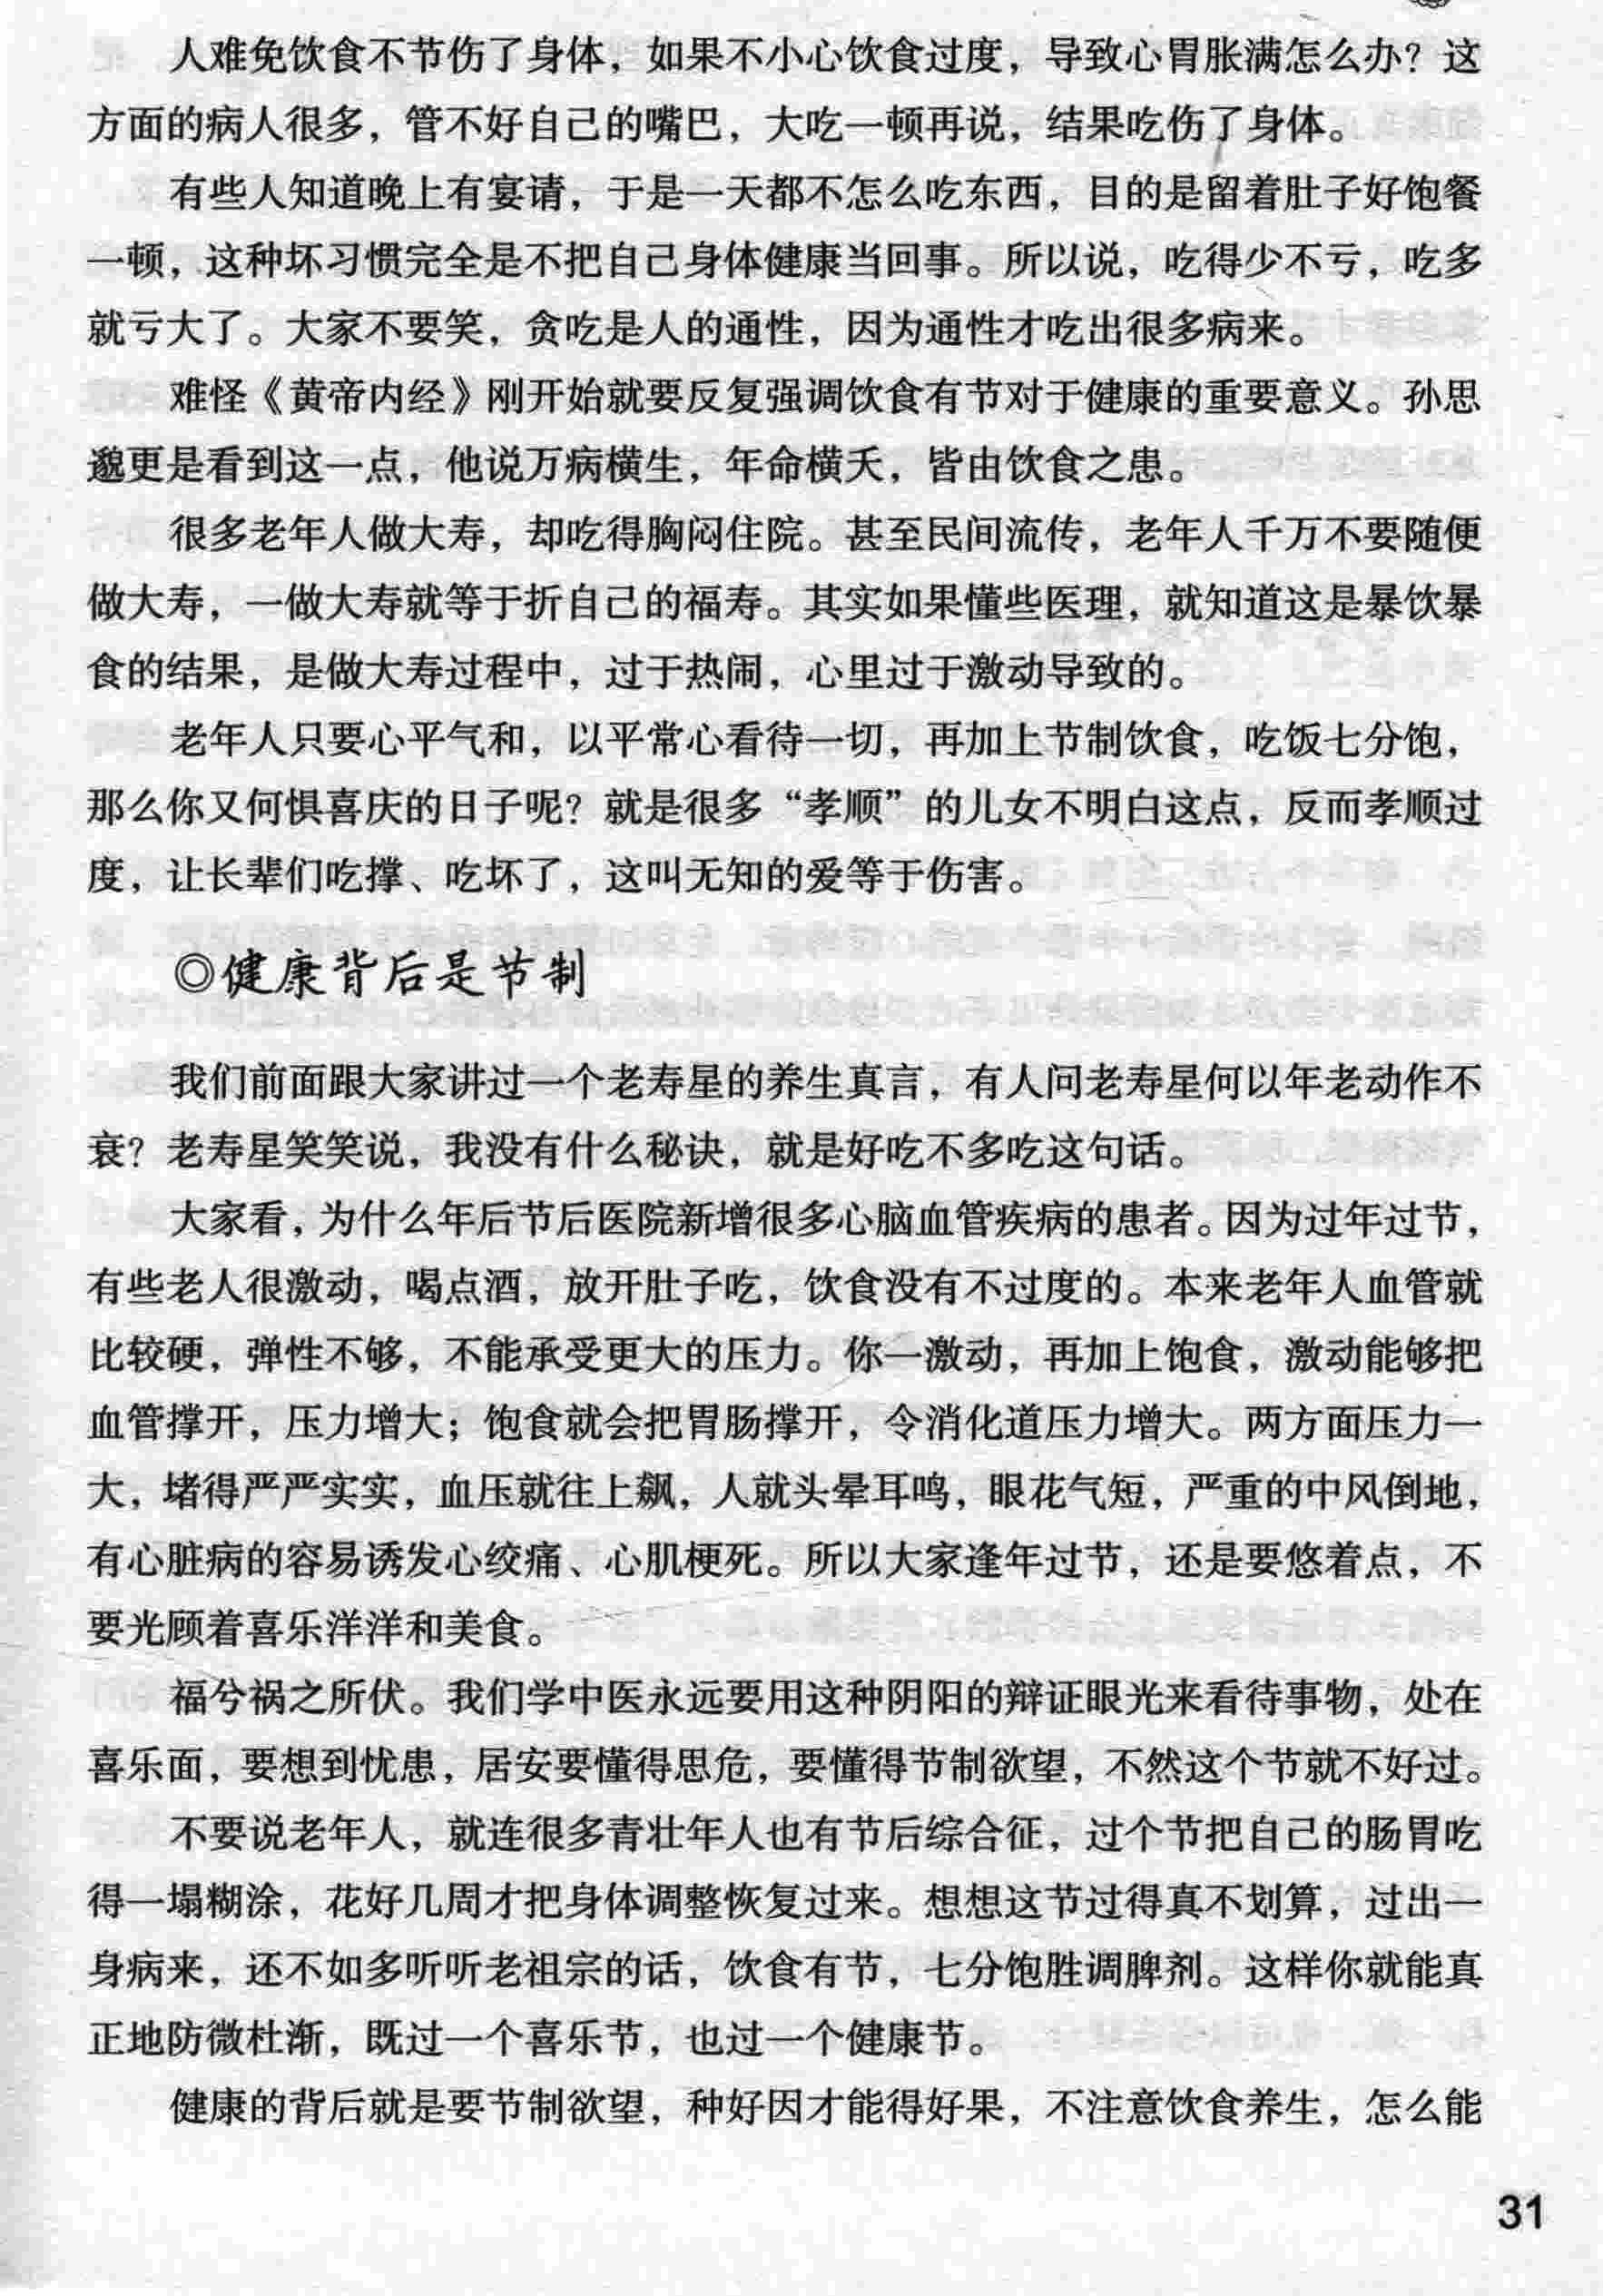 人难免饮食不节伤了身体，如果不小心饮食过度，导致心胃胀满怎么办？这
方面的病人很多，管不好自己的嘴巴，大吃一顿再说，结果吃伤了身体。
有些人知道晚上有宴请，于是一天都不怎么吃东西，目的是留着肚子好饱餐
一顿，这种坏习惯完全是不把自己身体健康当回事。所以说，吃得少不亏，吃多
就亏大了。大家不要笑，贪吃是人的通性，因为通性才吃出很多病来。
难怪《黄帝内经》刚开始就要反复强调饮食有节对于健康的重要意义。孙思
邈更是看到这一点，他说万病横生，年命横夭，皆由饮食之患。
很多老年人做大寿，却吃得胸闷住院。甚至民间流传，老年人千万不要随便
做大寿，一做大寿就等于折自己的福寿。其实如果懂些医理，就知道这是暴饮暴
食的结果，是做大寿过程中，过于热闹，心里过于激动导致的。
老年人只要心平气和，以平常心看待一切，再加上节制饮食，吃饭七分饱，
那么你又何惧喜庆的日子呢？就是很多“孝顺”的儿女不明白这点，反而孝顺过
度，让长辈们吃撑、吃坏了，这叫无知的爱等于伤害。
◎健康背后是节制
我们前面跟大家讲过一个老寿星的养生真言，有人问老寿星何以年老动作不
衰？老寿星笑笑说，我没有什么秘诀，就是好吃不多吃这句话。
大家看，为什么年后节后医院新增很多心脑血管疾病的患者。因为过年过节，
有些老人很激动，喝点酒，放开肚子吃，饮食没有不过度的。本来老年人血管就
比较硬，弹性不够，不能承受更大的压力。你一激动，再加上饱食，激动能够把
血管撑开，压力增大；饱食就会把胃肠撑开，令消化道压力增大。两方面压力一
大，堵得严严实实，血压就往上飙，人就头晕耳鸣，眼花气短，严重的中风倒地，
有心脏病的容易诱发心绞痛、心肌梗死。所以大家逢年过节，还是要悠着点，不
要光顾着喜乐洋洋和美食。
福兮祸之所伏。我们学中医永远要用这种阴阳的辩证眼光来看待事物，处在
喜乐面，要想到忧患，居安要懂得思危，要懂得节制欲望，不然这个节就不好过。
不要说老年人，就连很多青壮年人也有节后综合征，过个节把自己的肠胃吃
得一塌糊涂，花好几周才把身体调整恢复过来。想想这节过得真不划算，过出一
身病来，还不如多听听老祖宗的话，饮食有节，七分饱胜调脾剂。这样你就能真
正地防微杜渐，既过一个喜乐节，也过一个健康节。
健康的背后就是要节制欲望，种好因才能得好果，不注意饮食养生，怎么能
31